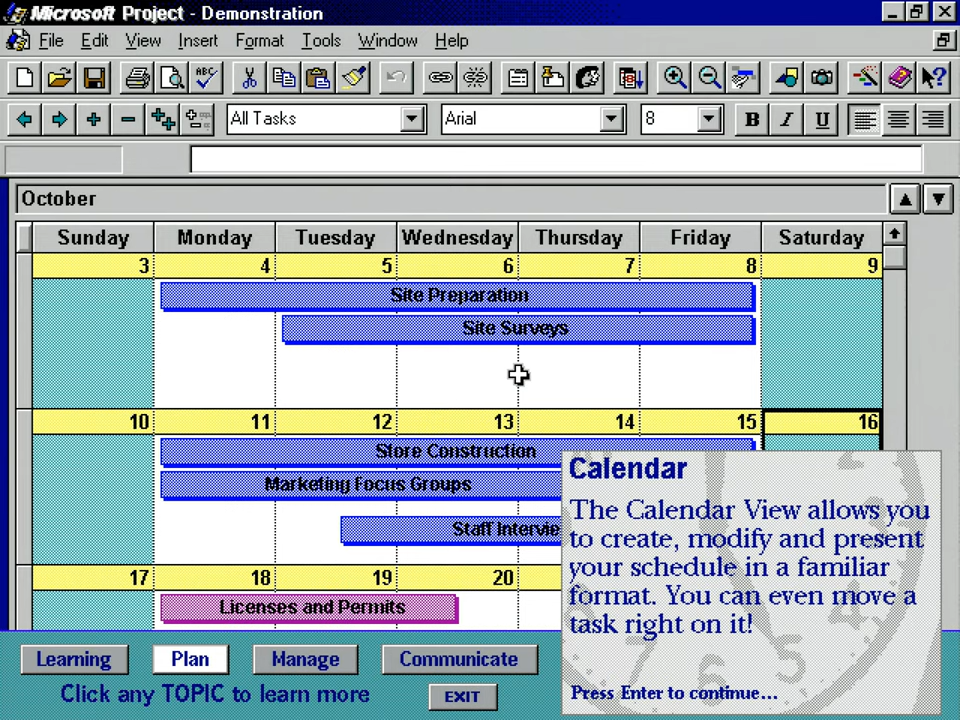 Microsoft Project - Demonstration
File Edit View Insert Format Tools Window Help
ABC
All Tasks Arial 8 B I U
October
Sunday Monday Tuesday Wednesday Thursday Friday Saturday
3 4 5 6 7 8 9
Site Preparation
Site Surveys
10 11 12 13 14 15 16
Store Construction
Marketing Focus Groups
Staff Intervie
17 18 19 20
Licenses and Permits
Calendar
The Calendar View allows you
to create, modify and present
your schedule in a familiar
format. You can even move a
task right on it!
Press Enter to continue...
Learning Plan Manage Communicate
Click any TOPIC to learn more EXIT